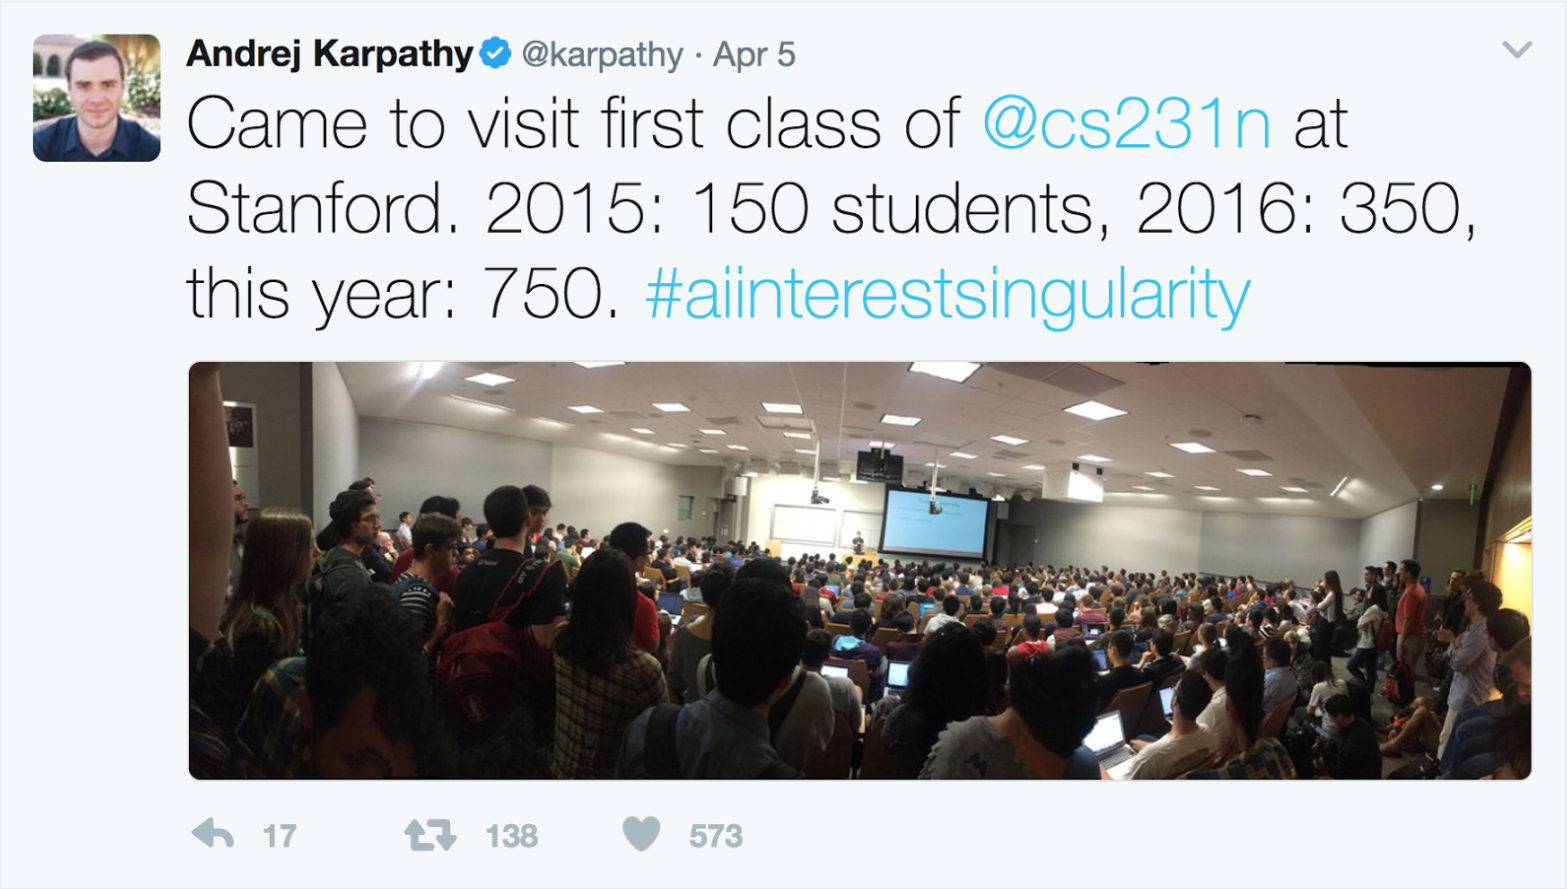 Andrej Karpathy @karpathy · Apr 5
Came to visit first class of @cs231n at
Stanford. 2015: 150 students, 2016: 350,
this year: 750. #aiinterestsingularity
17 138 573